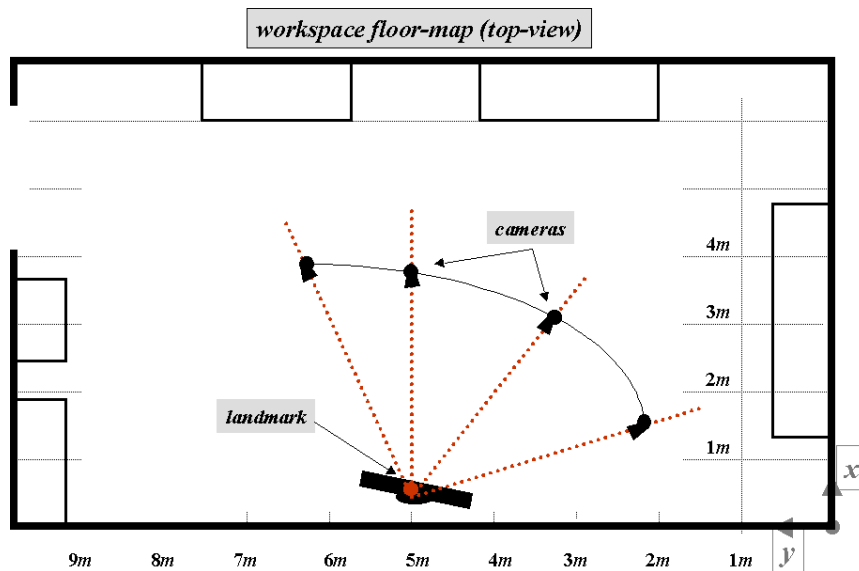 workspace floor-map (top-view)
cameras
4m
3m
2m
landmark
1m
x
9m 8m 7m 6m 5m 4m 3m 2m 1m y